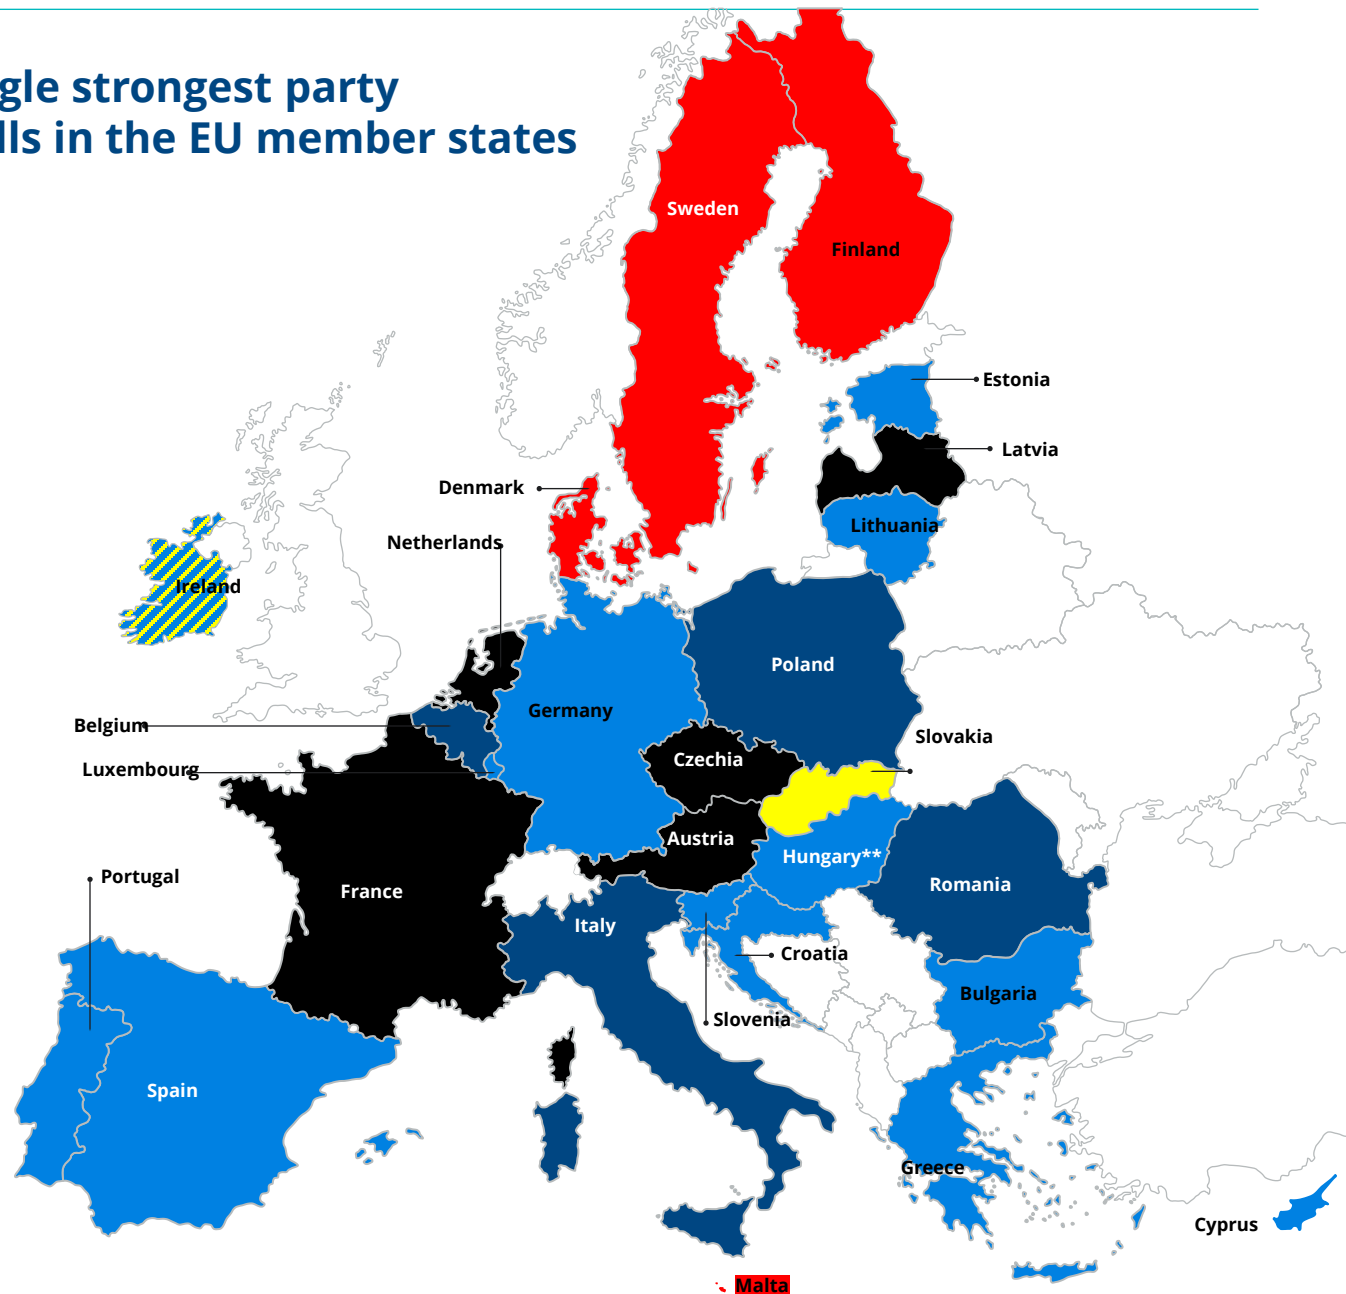 gle strongest party
lls in the EU member states
Sweden
Finland
Estonia
Latvia
Denmark
Lithuania
Netherlands
Ireland
Poland
Germany
Belgium
Slovakia
Czechia
Luxembourg
Austria
Hungary**
Portugal
Romania
France
Italy
Croatia
Bulgaria
Slovenia
Spain
Greece
Cyprus
Malta